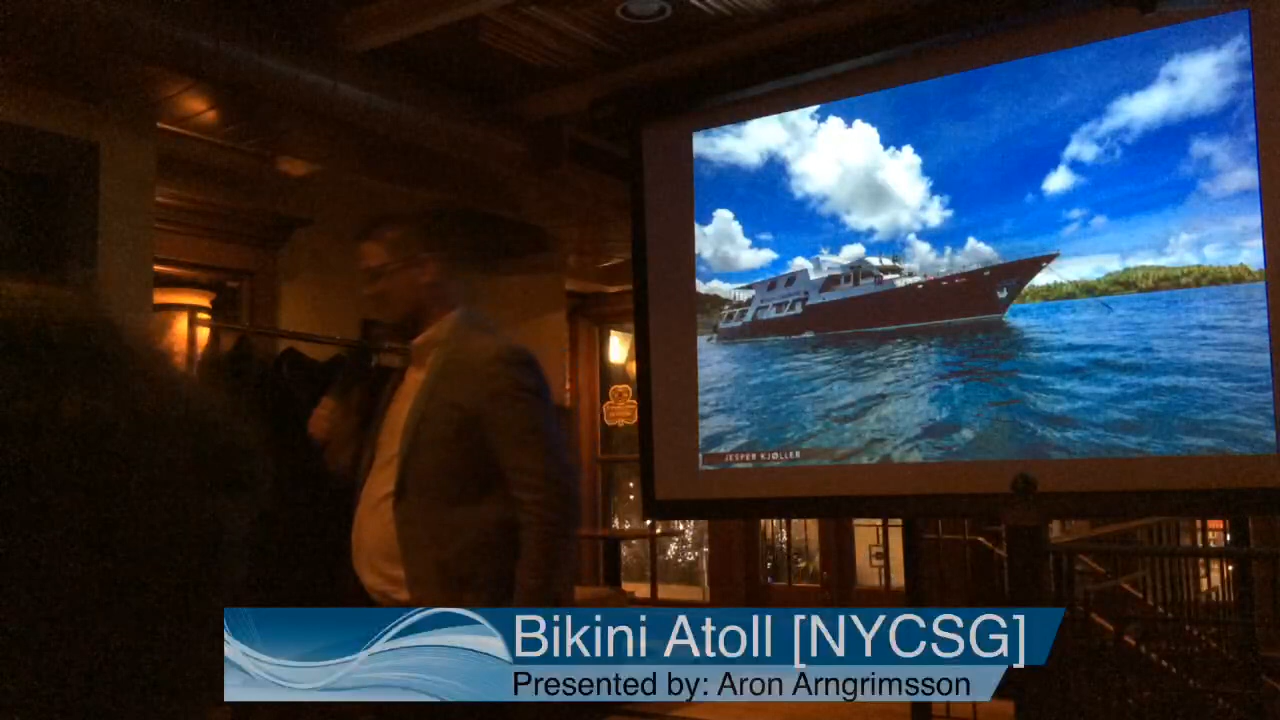 JESPER KJØLLER
Bikini Atoll [NYCSG]
Presented by: Aron Arngrimsson